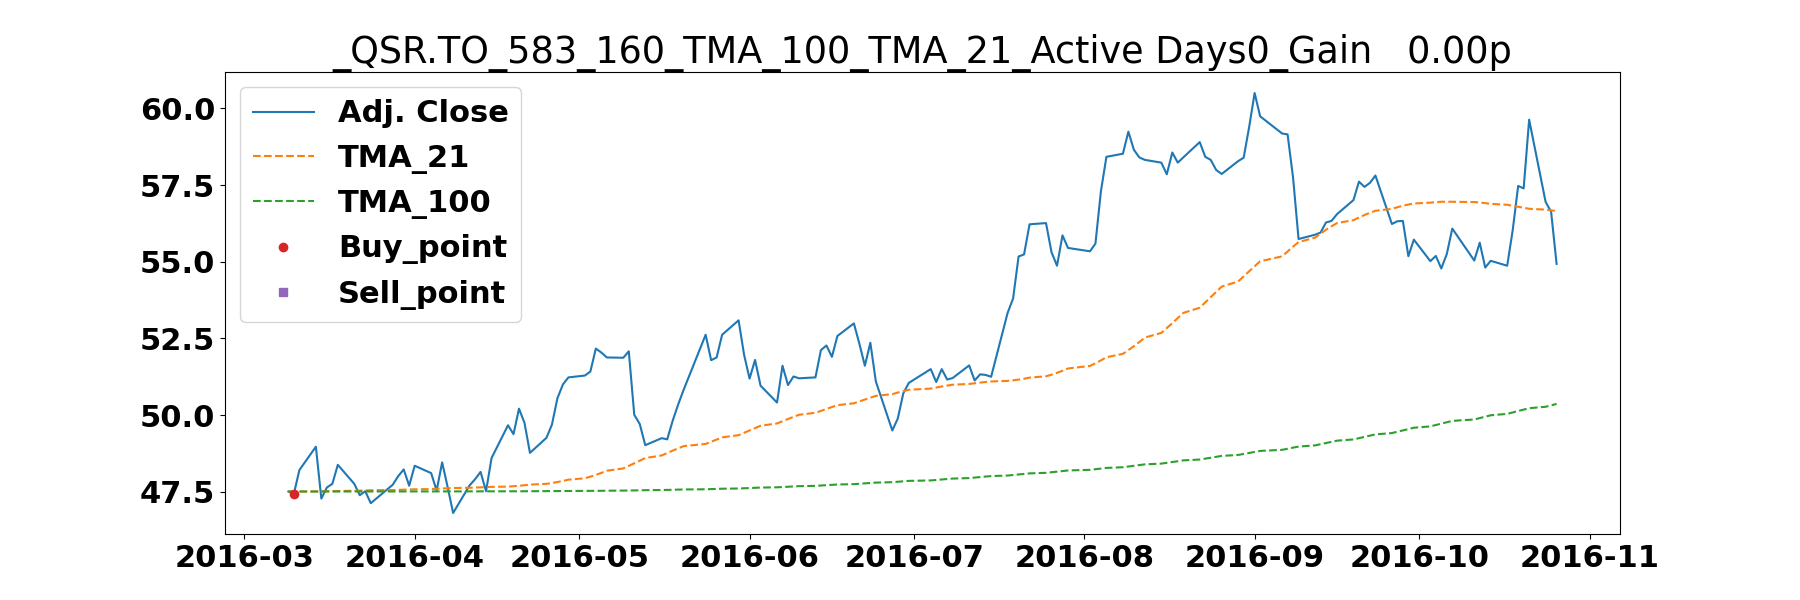 _QSR.TO_583_160_TMA_100_TMA_21_Active Days0_Gain   0.00p
60.0
57.5
55.0
52.5
50.0
47.5
Adj. Close
TMA_21
TMA_100
Buy_point
Sell_point
2016-03 2016-04 2016-05 2016-06 2016-07 2016-08 2016-09 2016-10 2016-11